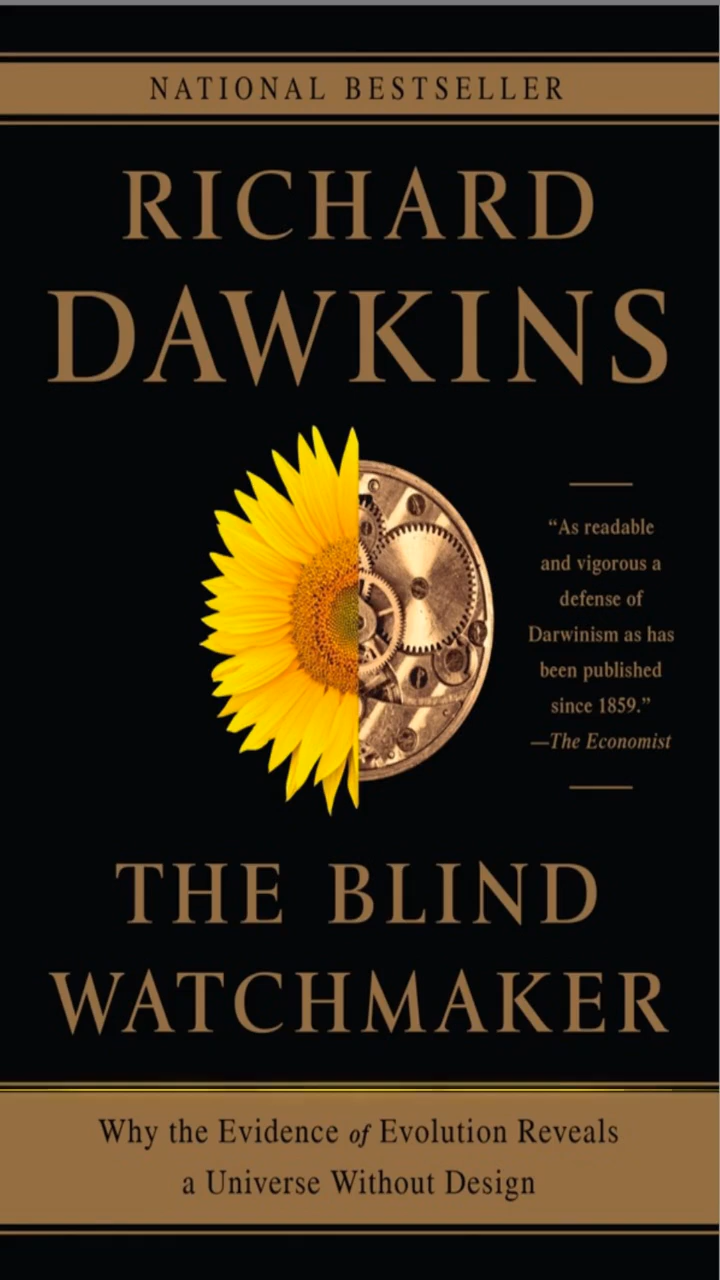 NATIONAL BESTSELLER
RICHARD
DAWKINS
“As readable
and vigorous a
defense of
Darwinism as has
been published
since 1859.”
—The Economist
THE BLIND
WATCHMAKER
Why the Evidence of Evolution Reveals
a Universe Without Design